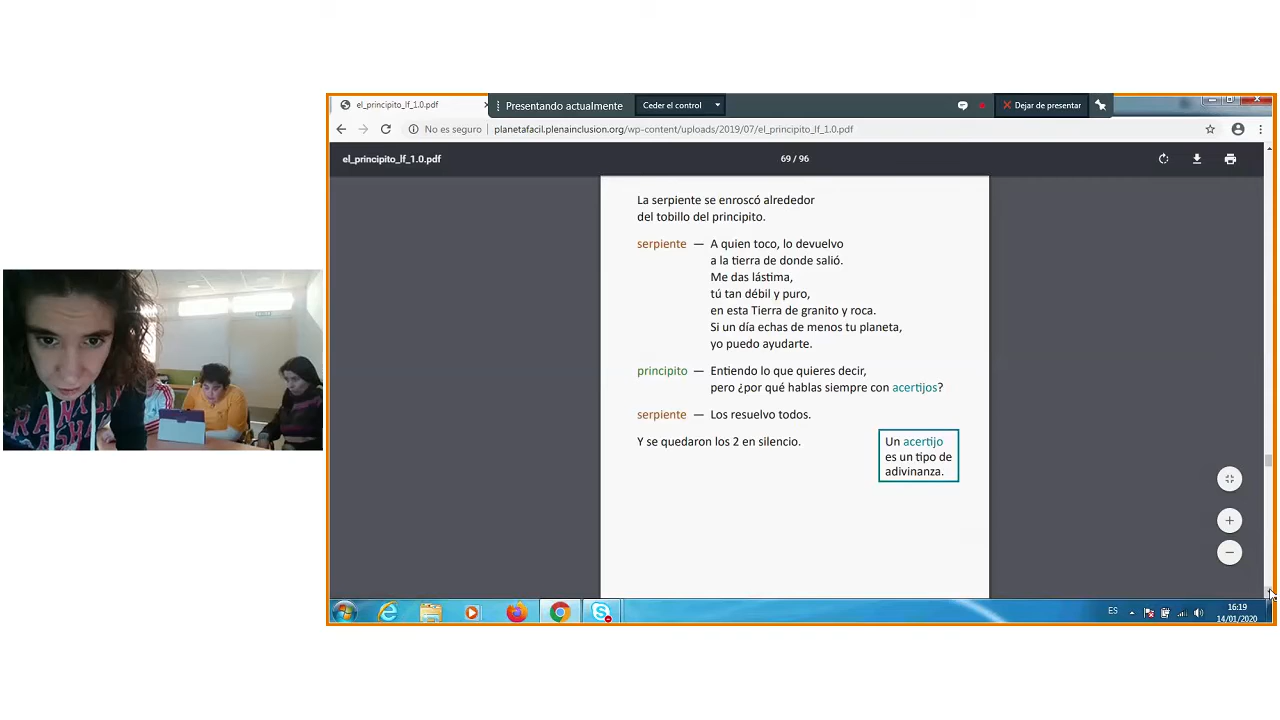 el_principito_lf_1.0.pdf
Presentando actualmente
Ceder el control
Dejar de presentar
No es seguro
planetafacil.plenainclusion.org/wp-content/uploads/2019/07/el_principito_lf_1.0.pdf
el_principito_lf_1.0.pdf
69 / 96
La serpiente se enroscó alrededor
del tobillo del principito.
serpiente — A quien toco, lo devuelvo
a la tierra de donde salió.
Me das lástima,
tú tan débil y puro,
en esta Tierra de granito y roca.
Si un día echas de menos tu planeta,
yo puedo ayudarte.
principito — Entiendo lo que quieres decir,
pero ¿por qué hablas siempre con acertijos?
serpiente — Los resuelvo todos.
Y se quedaron los 2 en silencio.
Un acertijo
es un tipo de
adivinanza.
ES
16:19
14/01/2020